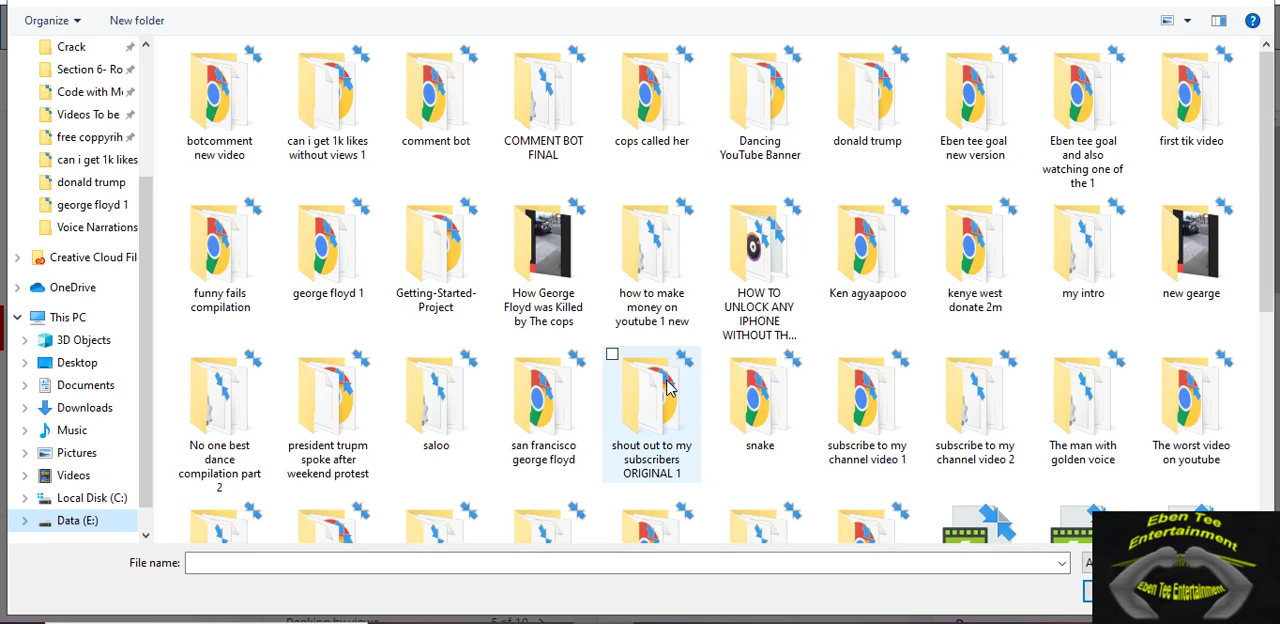 Organize
New folder
Crack
Section 6- Ro
Code with Mo
Videos To be
free coppyrih
can i get 1k likes
donald trump
george floyd 1
Voice Narrations
Creative Cloud Fil
OneDrive
This PC
3D Objects
Desktop
Documents
Downloads
Music
Pictures
Videos
Local Disk (C:)
Data (E:)
botcomment
new video
can i get 1k likes
without views 1
comment bot
COMMENT BOT
FINAL
cops called her
Dancing
YouTube Banner
donald trump
Eben tee goal
new version
Eben tee goal
and also
watching one of
the 1
first tik video
funny fails
compilation
george floyd 1
Getting-Started-
Project
How George
Floyd was Killed
by The cops
how to make
money on
youtube 1 new
HOW TO
UNLOCK ANY
IPHONE
WITHOUT TH...
Ken agyaapooo
kenye west
donate 2m
my intro
new gearge
No one best
dance
compilation part
2
president trupm
spoke after
weekend protest
saloo
san francisco
george floyd
shout out to my
subscribers
ORIGINAL 1
snake
subscribe to my
channel video 1
subscribe to my
channel video 2
The man with
golden voice
The worst video
on youtube
File name:
Eben Tee
Entertainment
Eben Tee Entertainment